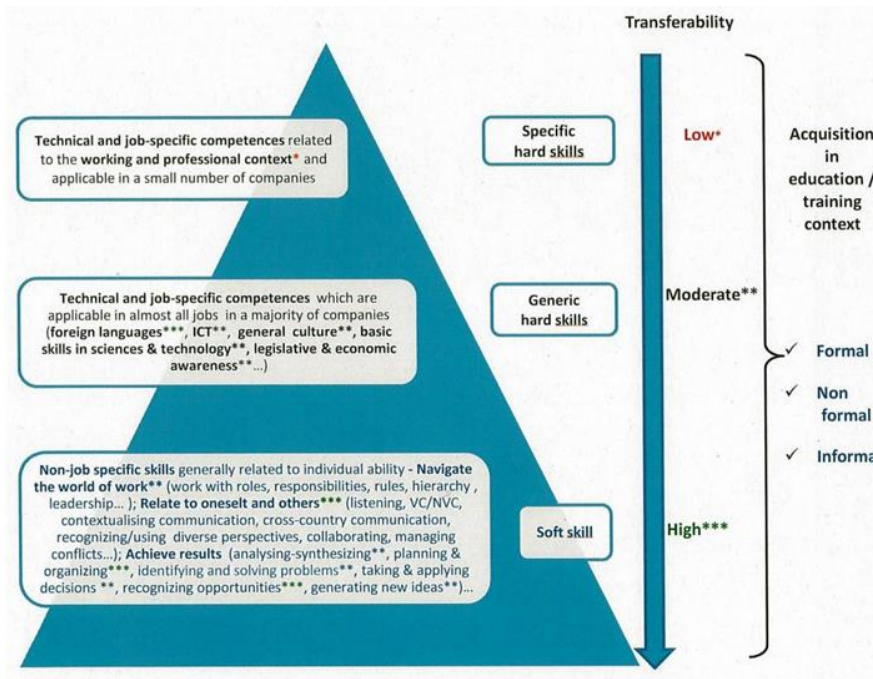 Transferability
Technical and job-specific competences related
to the working and professional context* and
applicable in a small number of companies
Specific
hard skills
Low*
Acquisition
in
education /
training
context
Technical and job-specific competences which are
applicable in almost all jobs in a majority of companies
(foreign languages***, ICT**, general culture**, basic
skills in sciences & technology**, legislative & economic
awareness**...)
Generic
hard skills
Moderate**
✓ Formal
✓ Non
formal
✓ Informa
Non-job specific skills generally related to individual ability - Navigate
the world of work** (work with roles, responsibilities, rules, hierarchy ,
leadership... ); Relate to oneselt and others*** (listening, VC/NVC,
contextualising communication, cross-country communication,
recognizing/using diverse perspectives, collaborating, managing
conflicts...); Achieve results (analysing-synthesizing**, planning &
organizing***, identifying and solving problems**, taking & applying
decisions **, recognizing opportunities***, generating new ideas**)...
Soft skill
High***